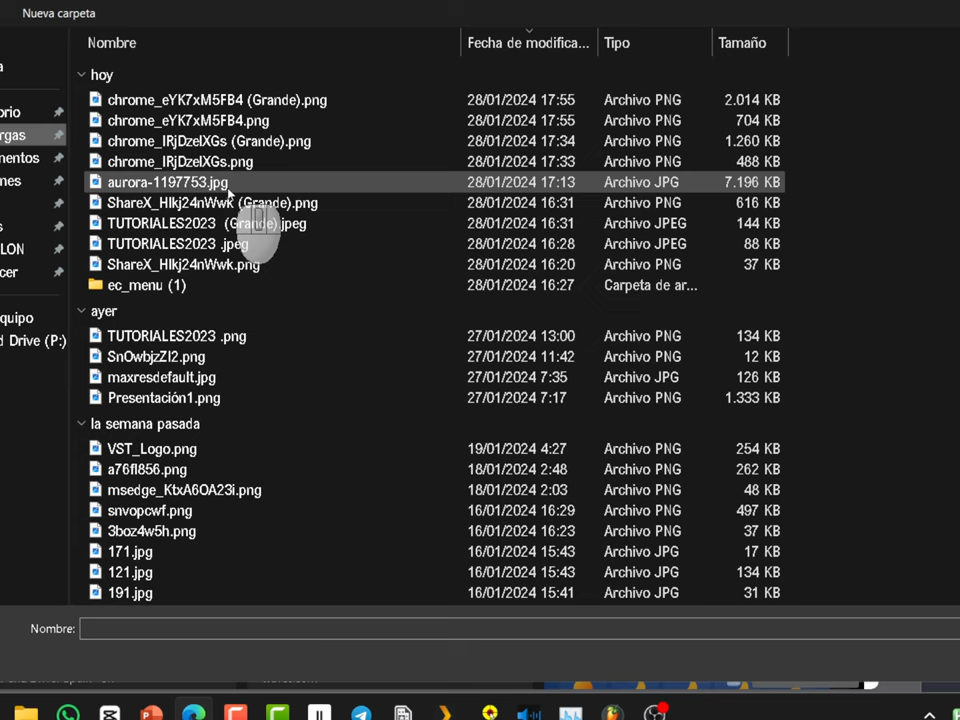 Nueva carpeta
Nombre Fecha de modifica... Tipo Tamaño
hoy
chrome_eYK7xM5FB4 (Grande).png 28/01/2024 17:55 Archivo PNG 2.014 KB
chrome_eYK7xM5FB4.png 28/01/2024 17:55 Archivo PNG 704 KB
chrome_IRjDzelXGs (Grande).png 28/01/2024 17:34 Archivo PNG 1.260 KB
chrome_IRjDzelXGs.png 28/01/2024 17:33 Archivo PNG 488 KB
aurora-1197753.jpg 28/01/2024 17:13 Archivo JPG 7.196 KB
ShareX_HIkj24nWwk (Grande).png 28/01/2024 16:31 Archivo PNG 616 KB
TUTORIALES2023 (Grande).jpeg 28/01/2024 16:31 Archivo JPEG 144 KB
TUTORIALES2023 .jpeg 28/01/2024 16:28 Archivo JPEG 88 KB
ShareX_HIkj24nWwk.png 28/01/2024 16:20 Archivo PNG 37 KB
ec_menu (1) 28/01/2024 16:27 Carpeta de ar...
ayer
TUTORIALES2023 .png 27/01/2024 13:00 Archivo PNG 134 KB
SnOwbjzZI2.png 27/01/2024 11:42 Archivo PNG 12 KB
maxresdefault.jpg 27/01/2024 7:35 Archivo JPG 126 KB
Presentación1.png 27/01/2024 7:17 Archivo PNG 1.333 KB
la semana pasada
VST_Logo.png 19/01/2024 4:27 Archivo PNG 254 KB
a76fl856.png 18/01/2024 2:48 Archivo PNG 262 KB
msedge_KtxA6OA23i.png 18/01/2024 2:03 Archivo PNG 48 KB
snvopcwf.png 16/01/2024 16:29 Archivo PNG 497 KB
3boz4w5h.png 16/01/2024 16:23 Archivo PNG 37 KB
171.jpg 16/01/2024 15:43 Archivo JPG 17 KB
121.jpg 16/01/2024 15:43 Archivo JPG 134 KB
191.jpg 16/01/2024 15:41 Archivo JPG 31 KB
a
orio
rgas
mentos
nes
s
LON
cer
quipo
d Drive (P:)
Nombre: